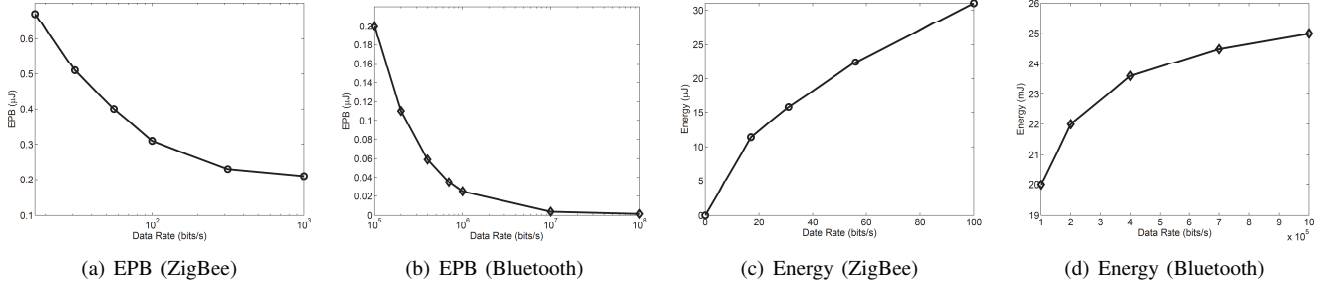 0.6
0.5
0.4
0.3
0.2
0.1
EPB (μJ)
10²
10³
Data Rate (bits/s)
(a) EPB (ZigBee)
0.2
0.18
0.16
0.14
0.12
0.1
0.08
0.06
0.04
0.02
0
EPB (μJ)
10⁵
10⁶
10⁷
10⁸
Data Rate (bits/s)
(b) EPB (Bluetooth)
30
25
20
15
10
5
0
Energy (μJ)
0 20 40 60 80 100
Date Rate (bits/s)
(c) Energy (ZigBee)
26
25
24
23
22
21
20
19
Energy (mJ)
1 2 3 4 5 6 7 8 9 10
Data Rate (bits/s)
x 10⁵
(d) Energy (Bluetooth)